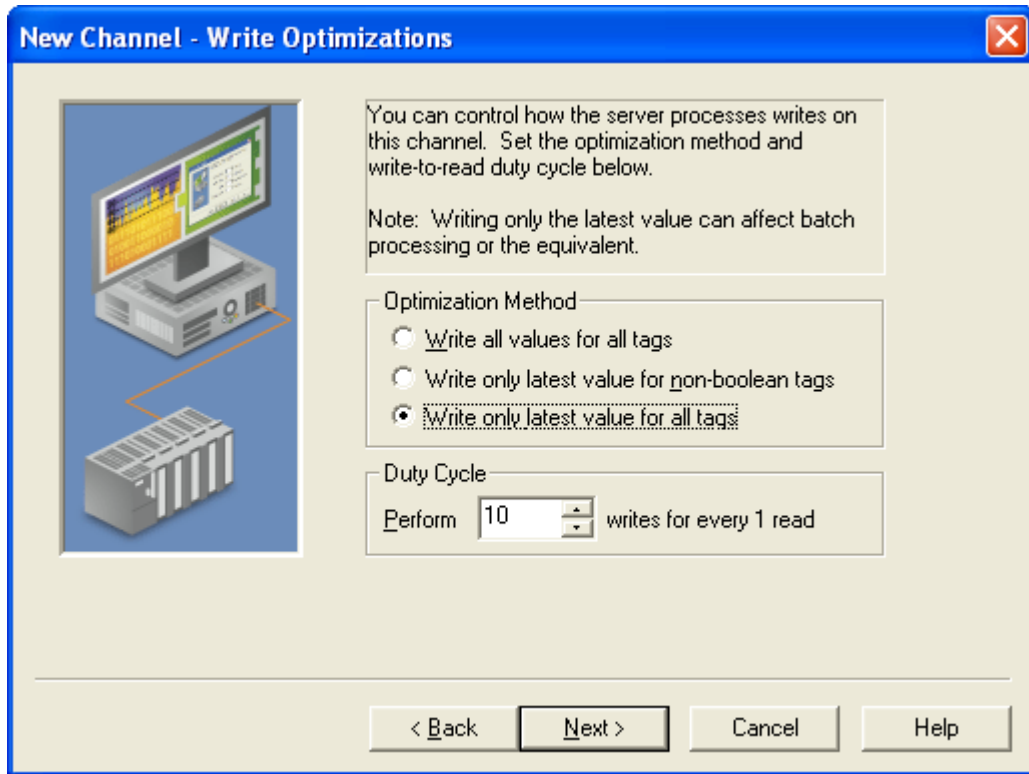 New Channel - Write Optimizations
You can control how the server processes writes on
this channel.  Set the optimization method and
write-to-read duty cycle below.
Note:  Writing only the latest value can affect batch
processing or the equivalent.
Optimization Method
Write all values for all tags
Write only latest value for non-boolean tags
Write only latest value for all tags
Duty Cycle
Perform 10 writes for every 1 read
< Back Next > Cancel Help